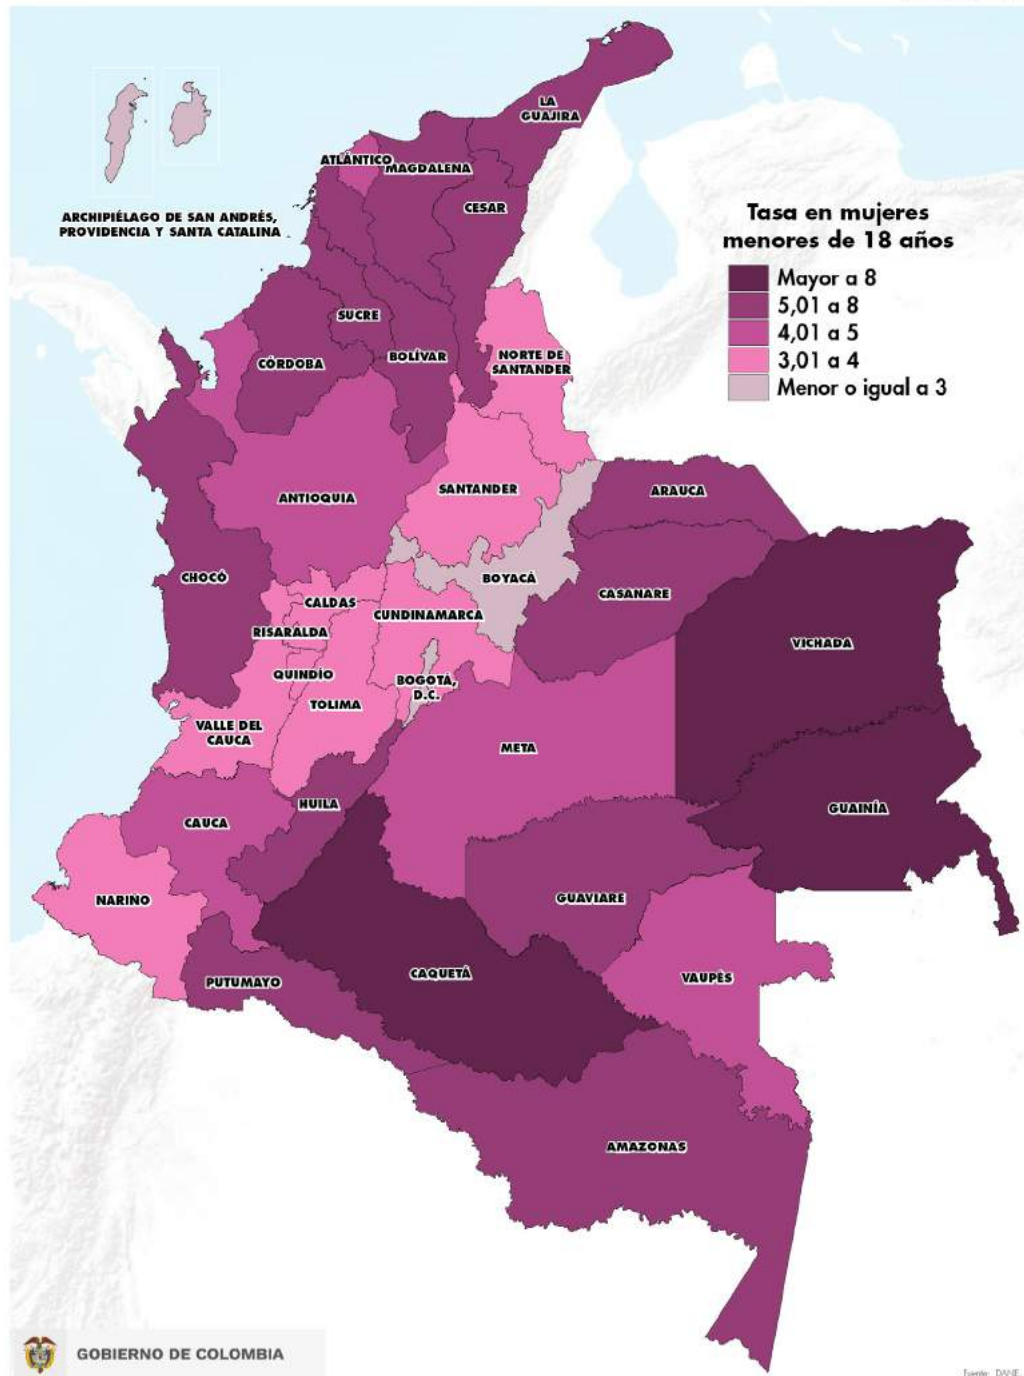 LA
GUAJIRA
ATLÁNTICO
MAGDALENA
CESAR
ARCHIPIÉLAGO DE SAN ANDRÉS,
PROVIDENCIA Y SANTA CATALINA
Tasa en mujeres
menores de 18 años
Mayor a 8
5,01 a 8
4,01 a 5
3,01 a 4
Menor o igual a 3
SUCRE
CÓRDOBA
BOLÍVAR
NORTE DE
SANTANDER
ANTIOQUIA
SANTANDER
ARAUCA
CHOCÓ
BOYACÁ
CASANARE
CALDAS
CUNDINAMARCA
RISARALDA
VICHADA
QUINDÍO
BOGOTÁ,
D.C.
TOLIMA
VALLE DEL
CAUCA
META
HUILA
GUAINÍA
CAUCA
NARIÑO
GUAVIARE
PUTUMAYO
CAQUETÁ
VAUPÉS
AMAZONAS
GOBIERNO DE COLOMBIA
Fuente: DANE